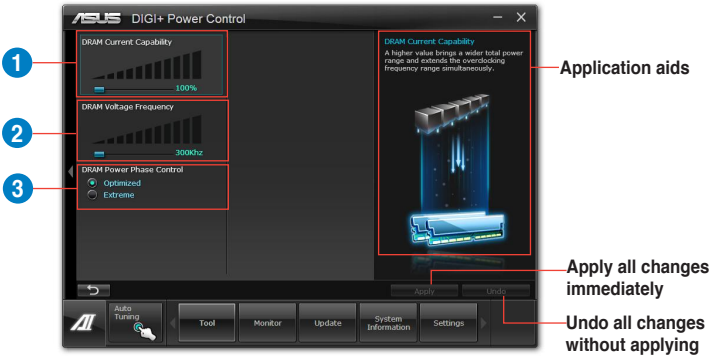 ASUS DIGI+ Power Control
1
DRAM Current Capability
100%
2
DRAM Voltage Frequency
300Khz
3
DRAM Power Phase Control
Optimized
Extreme
DRAM Current Capability
A higher value brings a wider total power
range and extends the overclocking
frequency range simultaneously.
Application aids
Apply
Undo
Apply all changes
immediately
Undo all changes
without applying
AI
Auto
Tuning
Tool
Monitor
Update
System
Information
Settings